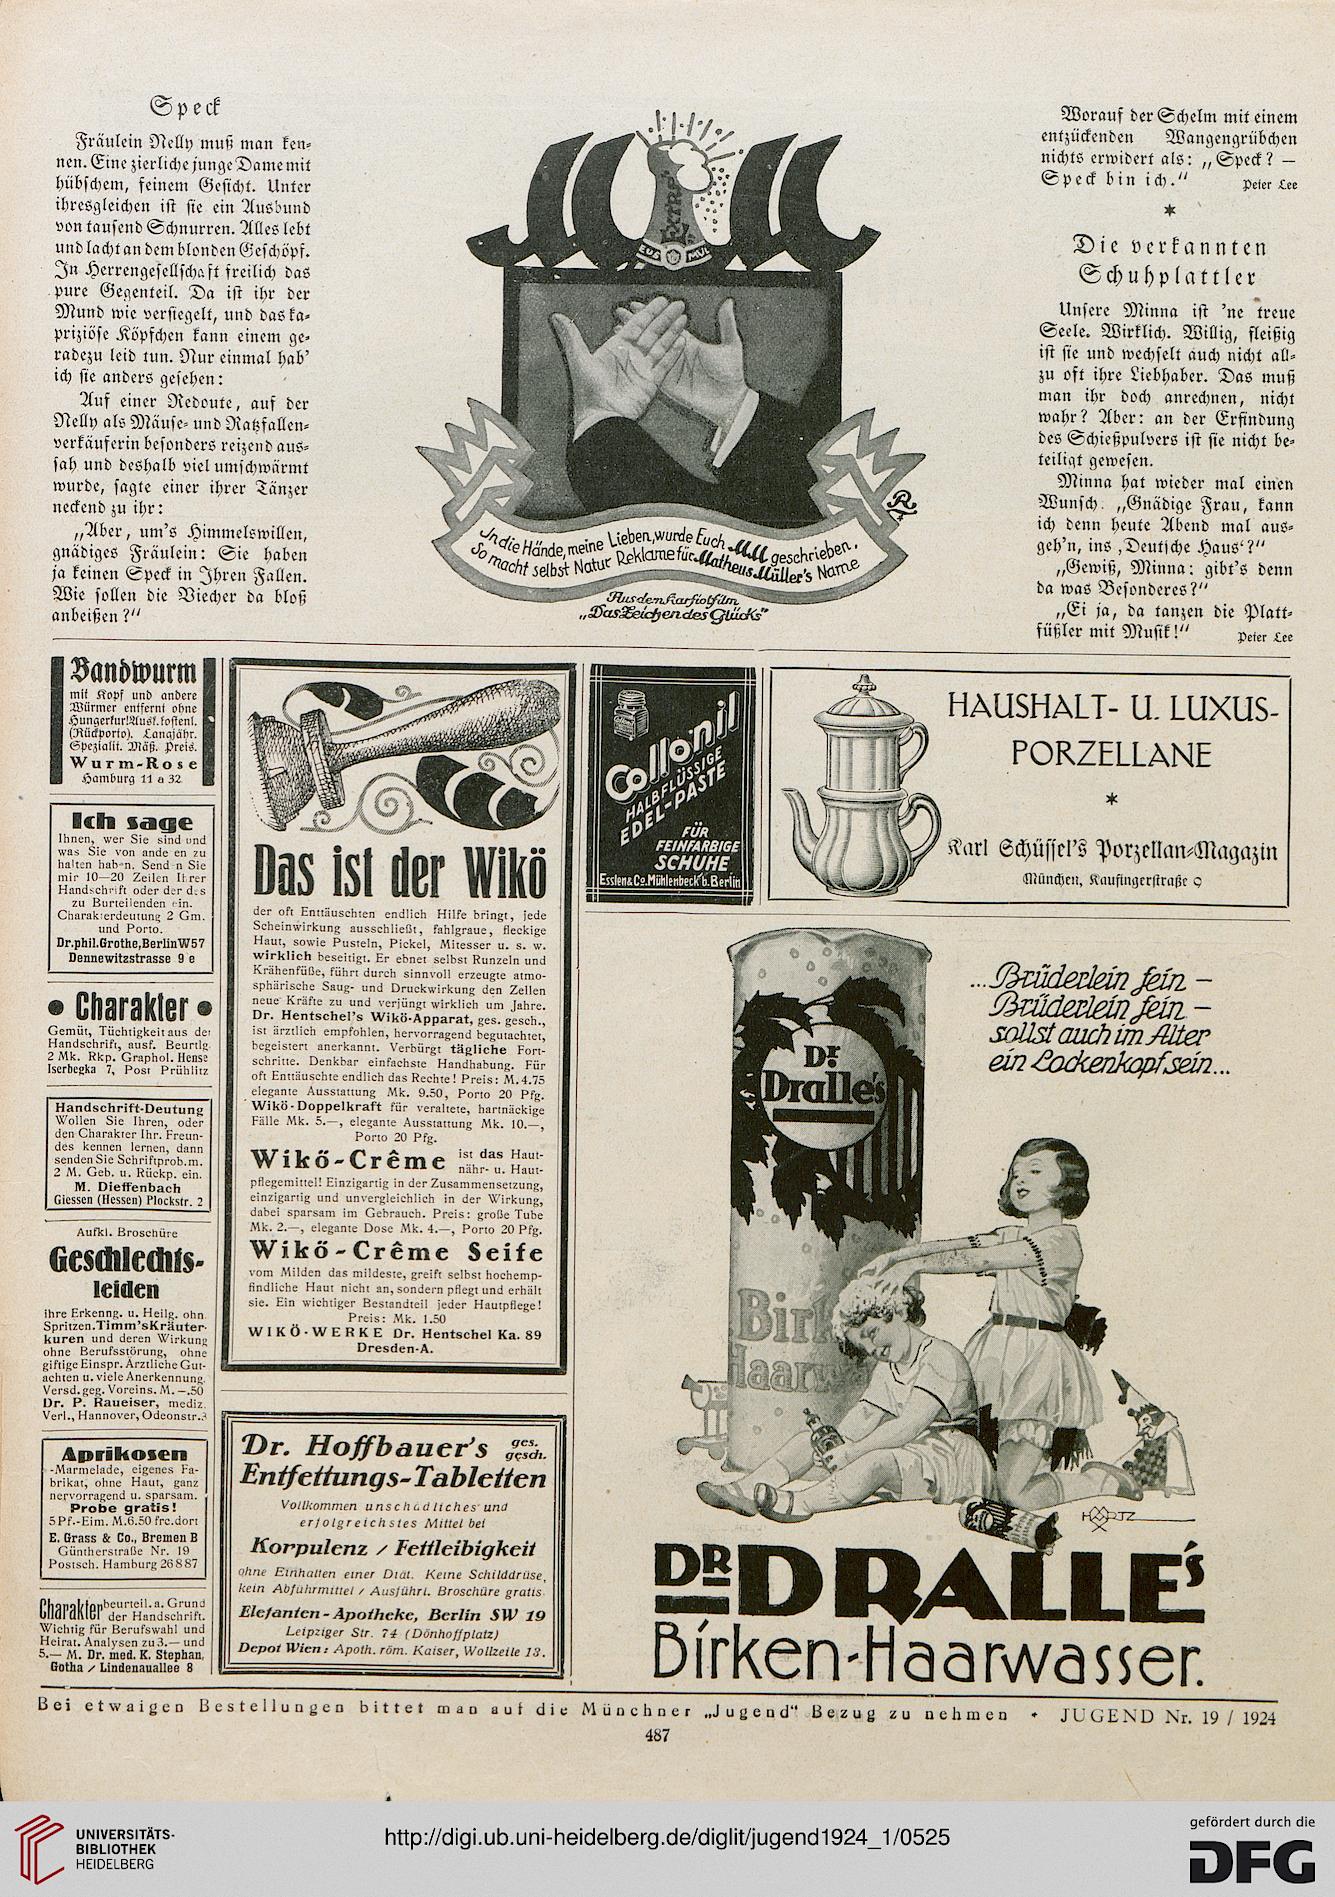 Speck
Fräulein Nelly muß man ken-
nen. Eine zierliche junge Dame mit
hübschem, feinem Gesicht. Unter
ihresgleichen ist sie ein Ausbund
von tausend Schnurren. Alles lebt
und lacht an dem blonden Geschöpf.
In Herrengesellschaft freilich das
pure Gegenteil. Da ist ihr der
Mund wie versiegelt, und das ka-
priziöse Köpfchen kann einem ge-
radezu leid tun. Nur einmal hab'
ich sie anders gesehen:
Auf einer Redoute, auf der
Nelly als Mäuse- und Ratzfallen-
verkäuferin besonders reizend aus-
sah und deshalb viel umschwärmt
wurde, sagte einer ihrer Tänzer
neckend zu ihr:
„Aber, um's Himmelswillen,
gnädiges Fräulein: Sie haben
ja keinen Speck in Ihren Fallen.
Wie sollen die Viecher da bloß
anbeißen?"
MM
EXTRA
In die Hände, meine Lieben, wurde Euch MM geschrieben.
So macht selbst Natur Reklame für Matheus Müller's Name
Aus dem Karfiolfilm
„Das Zeichen des Glücks"
Worauf der Schelm mit einem
entzückenden Wangengrübchen
nichts erwidert als: „Speck? —
Speck bin ich."
Peter Lee
*
Die verkannten
Schuhplattler
Unsere Minna ist 'ne treue
Seele. Wirklich. Willig, fleißig
ist sie und wechselt auch nicht all-
zu oft ihre Liebhaber. Das muß
man ihr doch anrechnen, nicht
wahr? Aber: an der Erfindung
des Schießpulvers ist sie nicht be-
teiligt gewesen.
Minna hat wieder mal einen
Wunsch. „Gnädige Frau, kann
ich denn heute Abend mal aus-
geh'n, ins ‚Deutsche Haus'?"
„Gewiß, Minna: gibt's denn
da was Besonderes?"
„Ei ja, da tanzen die Platt-
füßler mit Musik!"
Peter Lee
Bandwurm
mit Kopf und andere
Würmer entfernt ohne
Hungerkur! Ausk. kostenl.
(Rückporto). Langjähr.
Spezialit. Mäß. Preis.
Wurm-Rose
Hamburg 11 a 32
Ich sage
Ihnen, wer Sie sind und
was Sie von anderen zu
halten haben. Senden Sie
mir 10—20 Zeilen Ihrer
Handschrift oder der des
zu Burteilenden ein.
Charakterdeutung 2 Gm.
und Porto.
Dr. phil. Grothe, Berlin W 57
Dennewitzstrasse 9 e
• Charakter •
Gemüt, Tüchtigkeit aus der
Handschrift, ausf. Beurtlg.
2 Mk. Rkp. Graphol. Hense
Iserbegka 7, Post Prühlitz
Handschrift-Deutung
Wollen Sie Ihren, oder
den Charakter Ihr. Freun-
des kennen lernen, dann
senden Sie Schriftprob. m.
2 M. Geb. u. Rückp. ein.
M. Dieffenbach
Giessen (Hessen) Plockstr. 2
Aufkl. Broschüre
Geschlechts-
leiden
ihre Erkenng. u. Heilg. ohn.
Spritzen. Timm's Kräuter-
kuren und deren Wirkung
ohne Berufsstörung, ohne
giftige Einspr. Ärztliche Gut-
achten u. viele Anerkennung.
Versd. geg. Voreins. M. —.50
Dr. P. Raueiser, mediz.
Verl., Hannover, Odeonstr. 3
Aprikosen
-Marmelade, eigenes Fa-
brikat, ohne Haut, ganz
nervorragend u. sparsam.
Probe gratis!
5 Pf.-Eim. M. 6.50 frc. dort
E. Grass & Co., Bremen B
Güntherstraße Nr. 19
Postsch. Hamburg 26887
Charakter beurteil. a. Grund
der Handschrift.
Wichtig für Berufswahl und
Heirat. Analysen zu 3.— und
5.— M. Dr. med. K. Stephan,
Gotha / Lindenauallee 8
Das ist der Wikö
der oft Enttäuschten endlich Hilfe bringt, jede
Scheinwirkung ausschließt, fahlgraue, fleckige
Haut, sowie Pusteln, Pickel, Mitesser u. s. w.
wirklich beseitigt. Er ebnet selbst Runzeln und
Krähenfüße, führt durch sinnvoll erzeugte atmo-
sphärische Saug- und Druckwirkung den Zellen
neue Kräfte zu und verjüngt wirklich um Jahre.
Dr. Hentschel's Wikö-Apparat, ges. gesch.,
ist ärztlich empfohlen, hervorragend begutachtet,
begeistert anerkannt. Verbürgt tägliche Fort-
schritte. Denkbar einfachste Handhabung. Für
oft Enttäuschte endlich das Rechte! Preis: M. 4.75
elegante Ausstattung Mk. 9.50, Porto 20 Pfg.
Wikö-Doppelkraft für veraltete, hartnäckige
Fälle Mk. 5.—, elegante Ausstattung Mk. 10.—,
Porto 20 Pfg.
Wikö-Crême ist das Haut-
nähr- u. Haut-
pflegemittel! Einzigartig in der Zusammensetzung,
einzigartig und unvergleichlich in der Wirkung,
dabei sparsam im Gebrauch. Preis: große Tube
Mk. 2.—, elegante Dose Mk. 4.—, Porto 20 Pfg.
Wikö-Crême Seife
vom Milden das mildeste, greift selbst hochemp-
findliche Haut nicht an, sondern pflegt und erhält
sie. Ein wichtiger Bestandteil jeder Hautpflege!
Preis: Mk. 1.50
WIKÖ-WERKE Dr. Hentschel Ka. 89
Dresden-A.
Dr. Hoffbauer's ges. gesch.
Entfettungs-Tabletten
Vollkommen unschädliches und
erfolgreichstes Mittel bei
Korpulenz / Fettleibigkeit
ohne Einhalten einer Diät. Keine Schilddrüse,
kein Abführmittel / Ausführl. Broschüre gratis.
Elefanten-Apotheke, Berlin SW 19
Leipziger Str. 74 (Dönhoffplatz)
Depot Wien: Apoth. röm. Kaiser, Wollzeile 13.
Collonil
HALBFLÜSSIGE
EDEL-PASTE
FÜR
FEINFARBIGE
SCHUHE
Esslen & Co. Mühlenbeck b. Berlin
HAUSHALT- U. LUXUS-
PORZELLANE
*
Karl Schüssel's Porzellan-Magazin
München, Kaufingerstraße 9
...Brüderlein fein —
Brüderlein fein —
sollst auch im Alter
ein Lockenkopf sein...
Dr. Dralle's
Birk
Haarwa
DR DRALLE'S
Birken-Haarwasser.
Bei etwaigen Bestellungen bittet man auf die Münchner „Jugend" Bezug zu nehmen • JUGEND Nr. 19 / 1924
487
UNIVERSITÄTS-
BIBLIOTHEK
HEIDELBERG
http://digi.ub.uni-heidelberg.de/diglit/jugend1924_1/0525
gefördert durch die
DFG